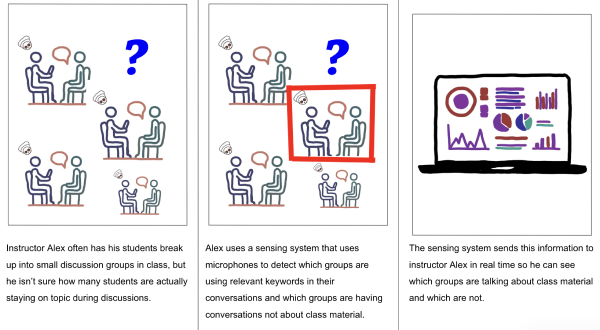 ?
?
Instructor Alex often has his students break
up into small discussion groups in class, but
he isn’t sure how many students are actually
staying on topic during discussions.
Alex uses a sensing system that uses
microphones to detect which groups are
using relevant keywords in their
conversations and which groups are having
conversations not about class material.
The sensing system sends this information to
instructor Alex in real time so he can see
which groups are talking about class material
and which are not.